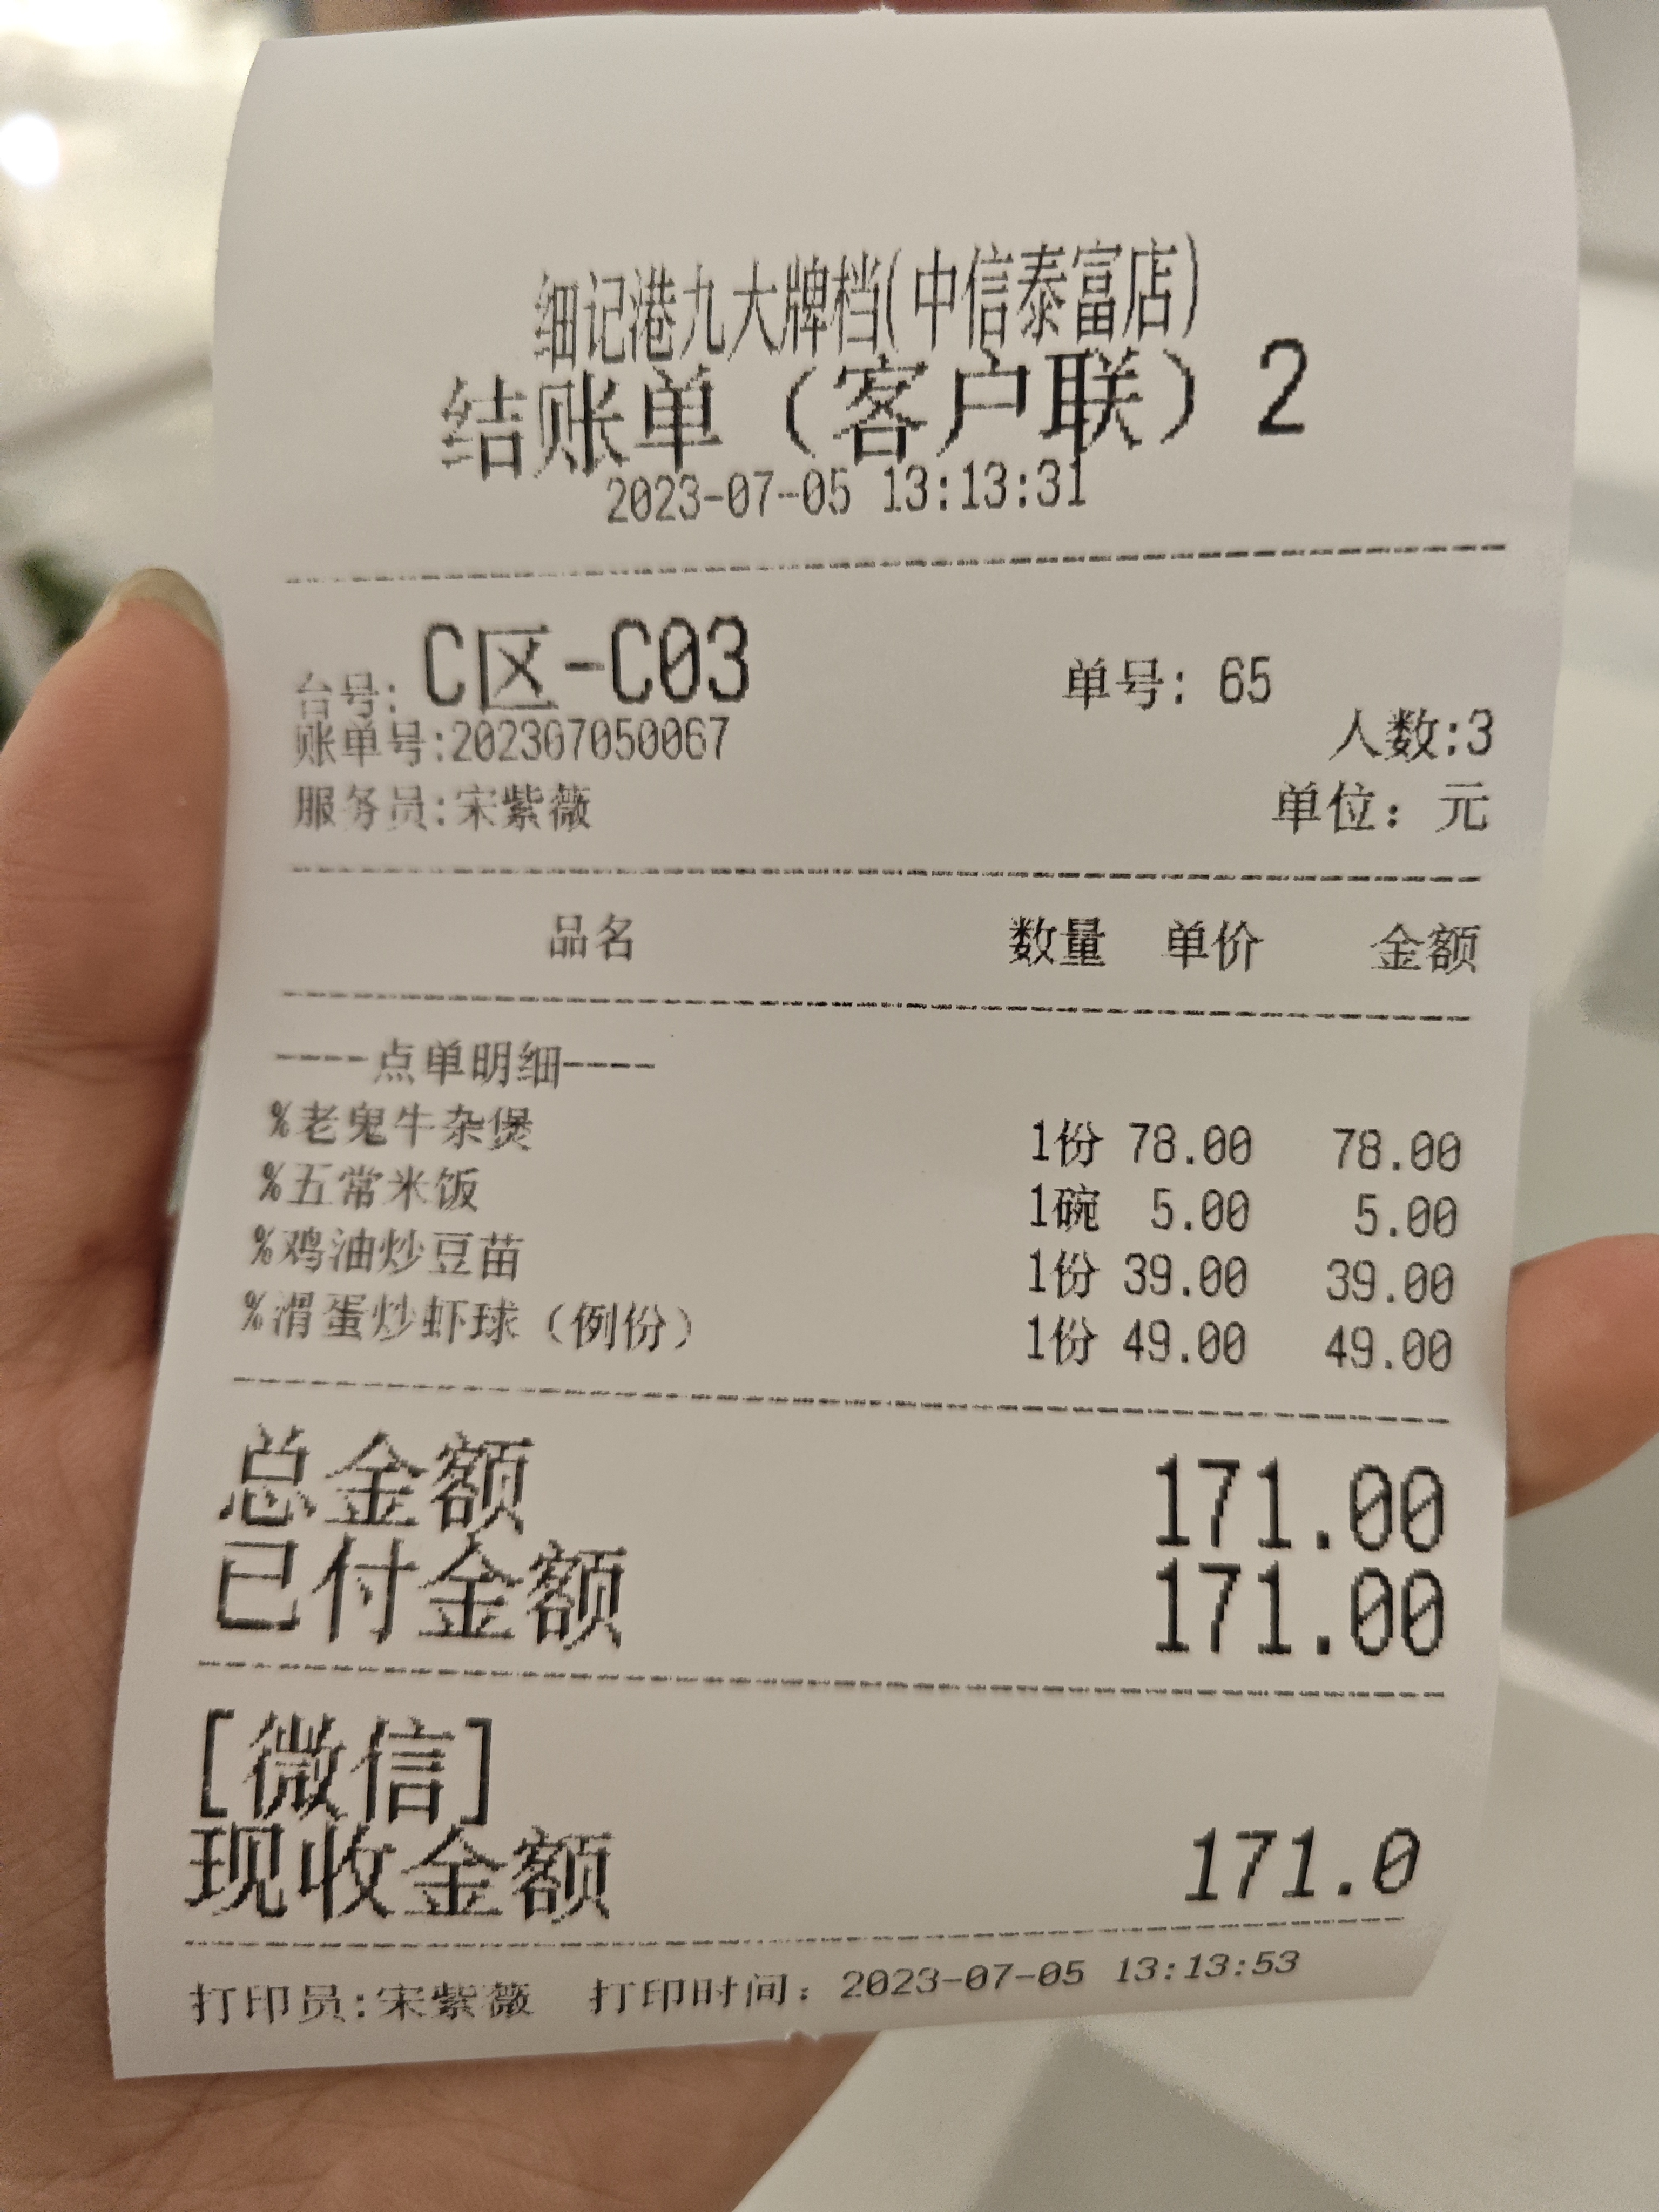 细记港九大牌档(中信泰富店)
结账单（客户联）2
2023-07-05 13:13:31
台号: C区-C03 单号: 65
账单号:202307050067 人数:3
服务员:宋紫薇 单位：元
品名 数量 单价 金额
----点单明细----
%老鬼牛杂煲 1份 78.00 78.00
%五常米饭 1碗 5.00 5.00
%鸡油炒豆苗 1份 39.00 39.00
%滑蛋炒虾球（例份） 1份 49.00 49.00
总金额 171.00
已付金额 171.00
[微信]
现收金额 171.0
打印员:宋紫薇 打印时间：2023-07-05 13:13:53